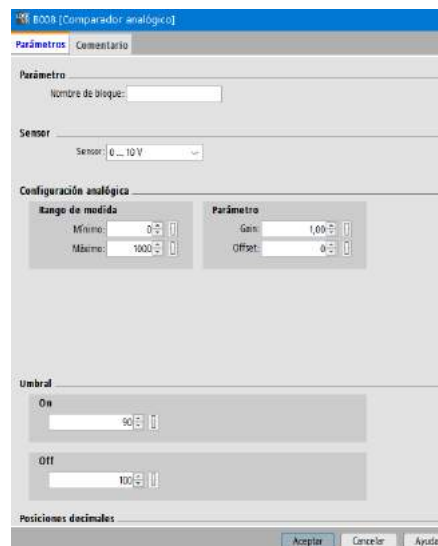 B008 [Comparador analógico]
Parámetros Comentario
Parámetro
Nombre de bloque:
Sensor
Sensor: 0 ... 10 V
Configuración analógica
Rango de medida Parámetro
Mínimo: 0 Gain: 1,00
Máximo: 1000 Offset: 0
Umbral
On
90
Off
100
Posiciones decimales
Aceptar Cancelar Ayuda